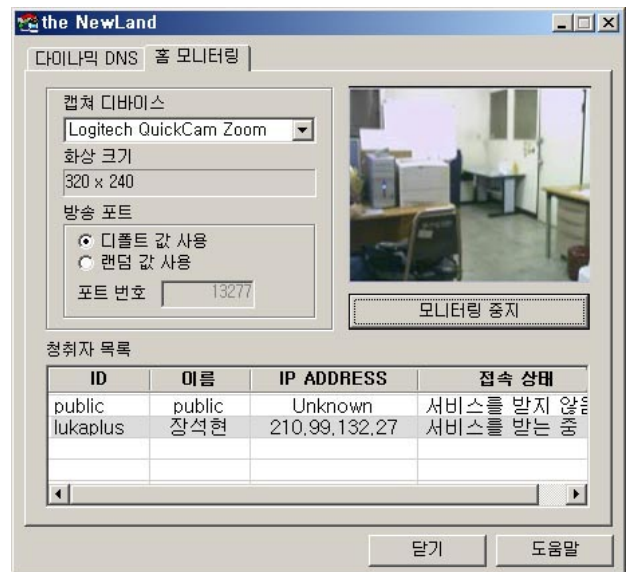 the NewLand
다이나믹 DNS 홈 모니터링
캡쳐 디바이스
Logitech QuickCam Zoom
화상 크기
320 x 240
방송 포트
디폴트 값 사용
랜덤 값 사용
포트 번호 13277
모니터링 중지
청취자 목록
ID 이름 IP ADDRESS 접속 상태
public public Unknown 서비스를 받지 않음
lukaplus 장석현 210,99,132,27 서비스를 받는 중
닫기 도움말